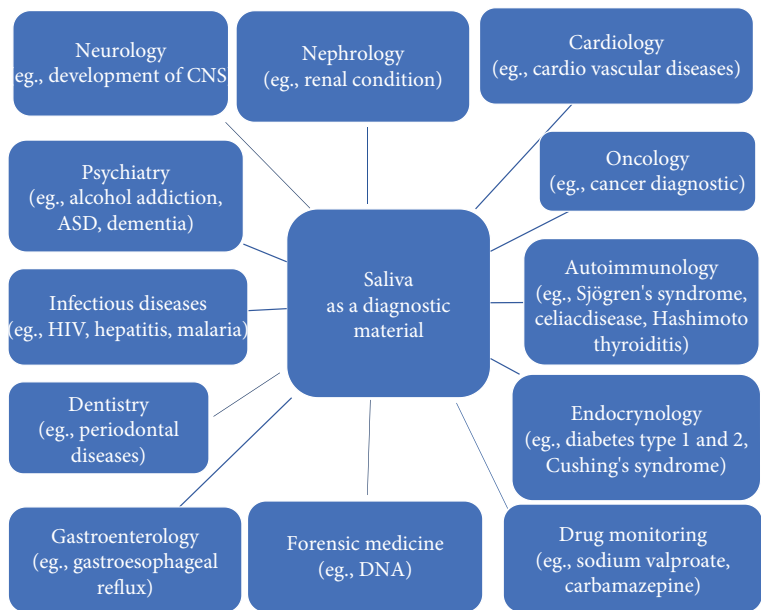 Neurology
eg., development of CNS
Nephrology
(eg., renal condition)
Cardiology
(eg., cardio vascular diseases)
Psychiatry
(eg., alcohol addiction,
ASD, dementia)
Oncology
(eg., cancer diagnostic)
Saliva
as a diagnostic
material
Autoimmunology
(eg., Sjögren's syndrome,
celiacdisease, Hashimoto
thyroiditis)
Infectious diseases
(eg., HIV, hepatitis, malaria)
Dentistry
(eg., periodontal
diseases)
Endocrynology
(eg., diabetes type 1 and 2,
Cushing's syndrome)
Gastroenterology
(eg., gastroesophageal
reflux)
Forensic medicine
(eg., DNA)
Drug monitoring
(eg., sodium valproate,
carbamazepine)